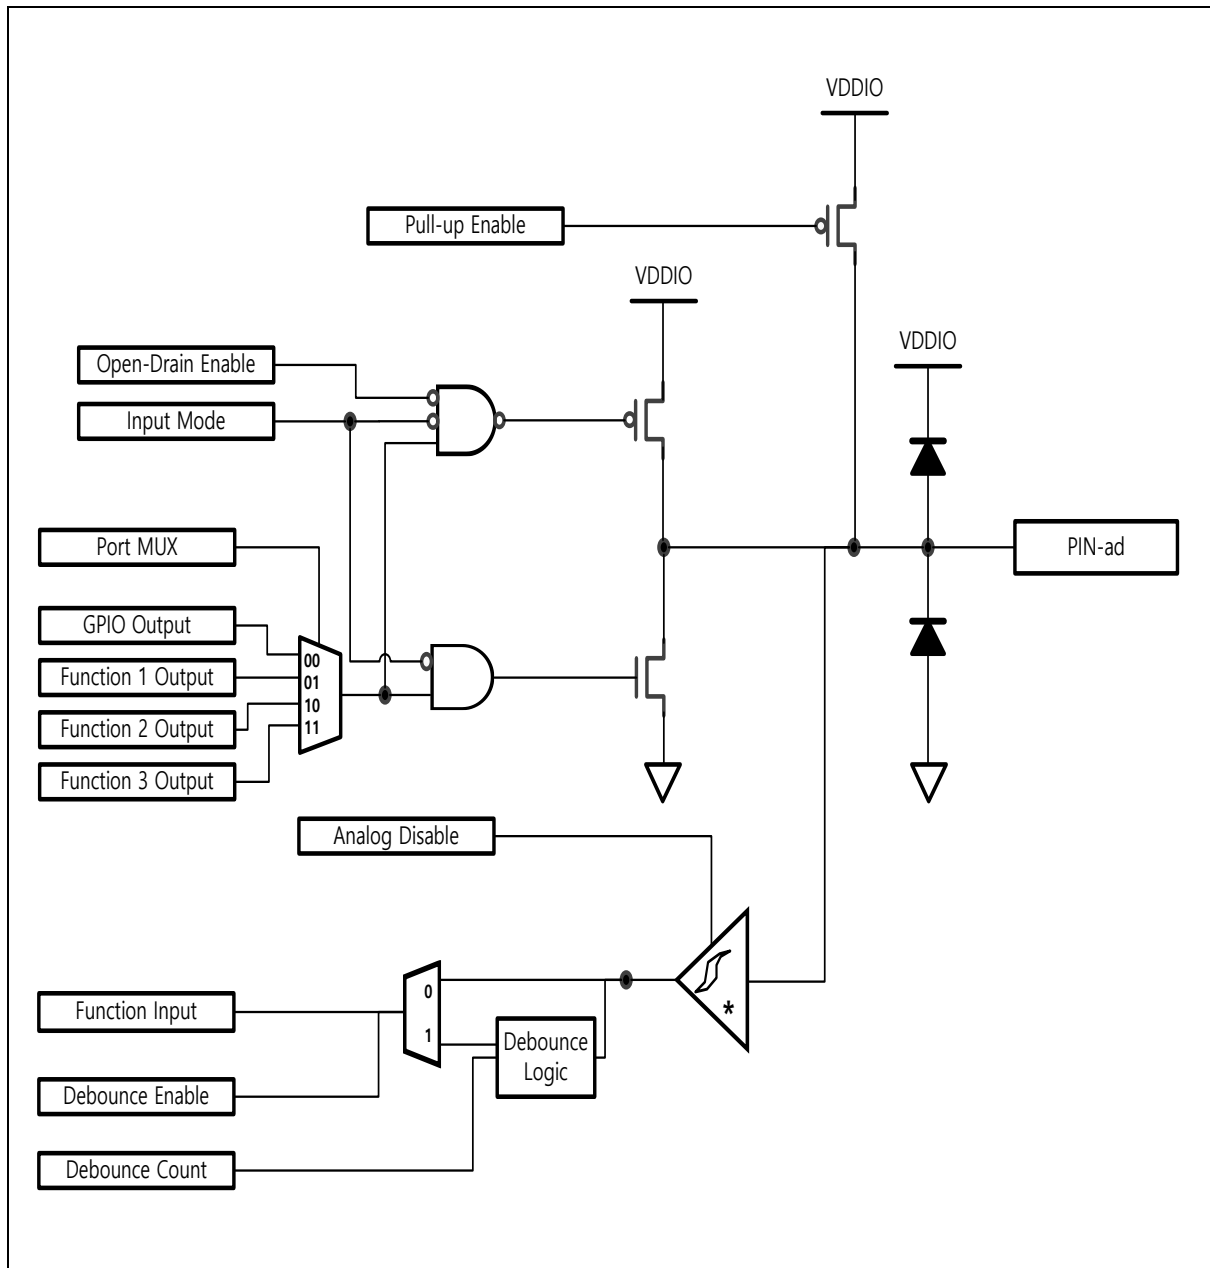 VDDIO
Pull-up Enable
VDDIO
VDDIO
Open-Drain Enable
Input Mode
Port MUX
PIN-ad
GPIO Output
Function 1 Output
Function 2 Output
Function 3 Output
00
01
10
11
Analog Disable
*
0
1
Function Input
Debounce
Logic
Debounce Enable
Debounce Count